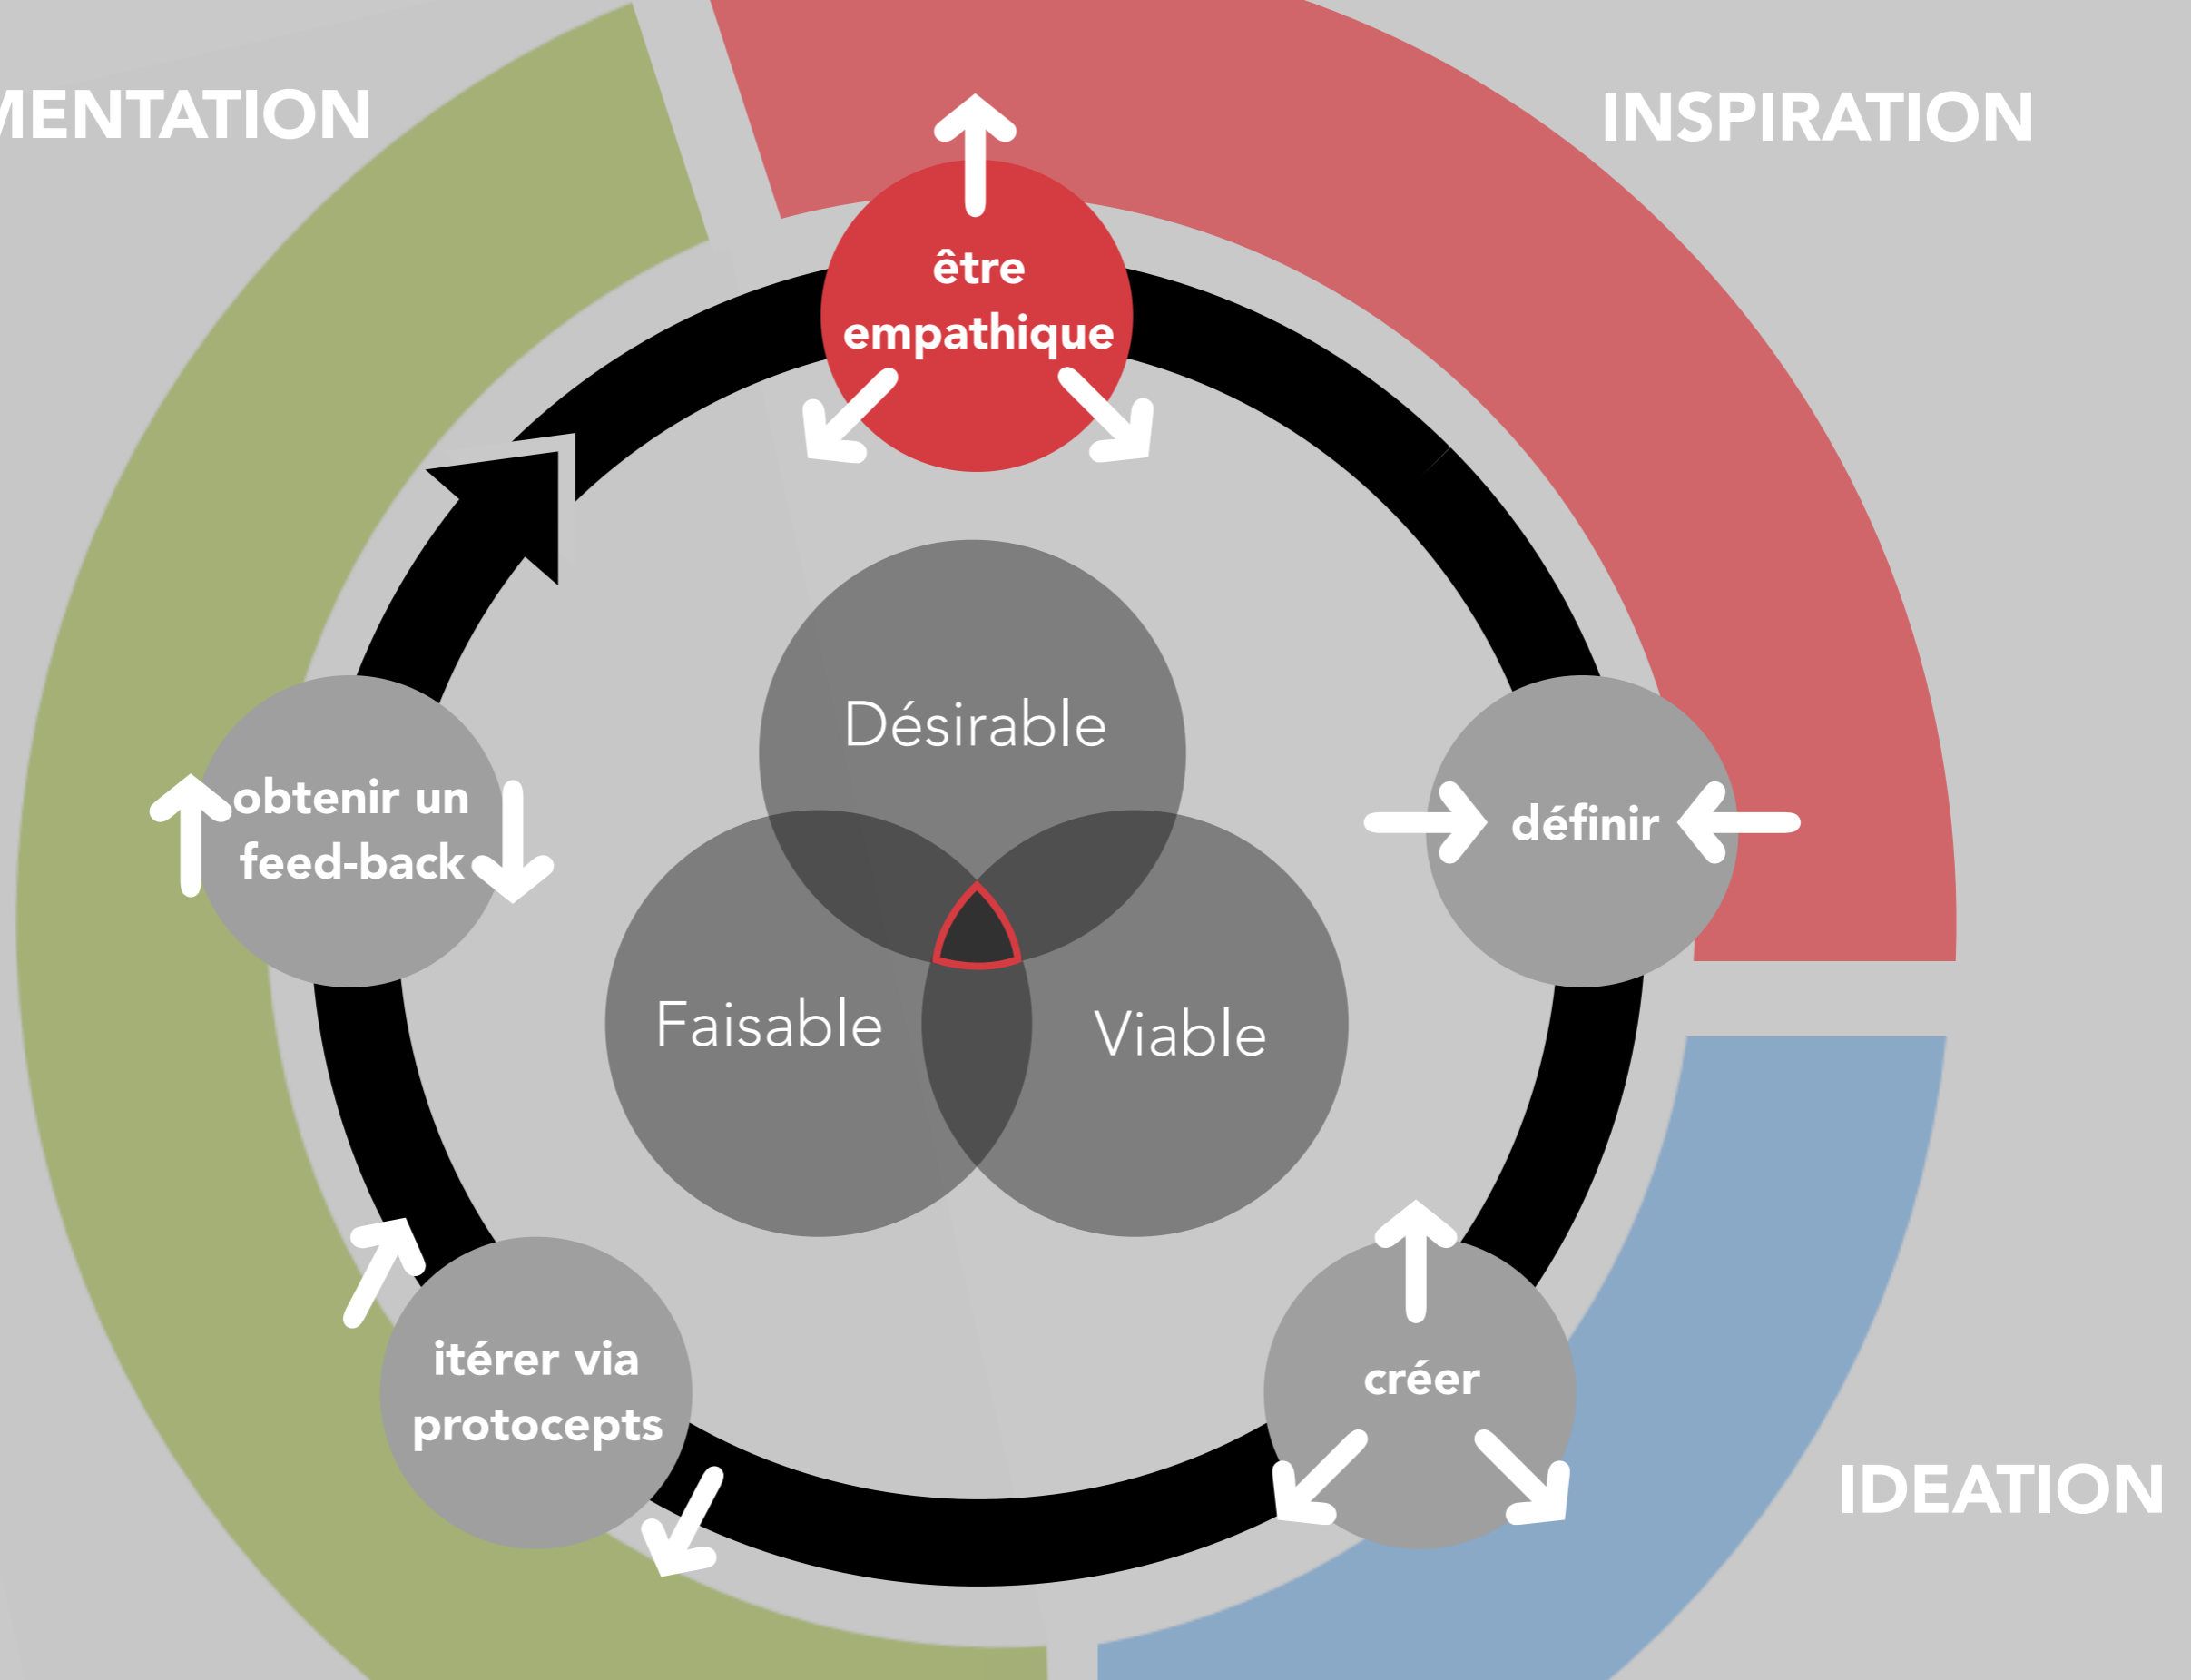 MENTATION
INSPIRATION
être
empathique
Désirable
obtenir un
feed-back
définir
Faisable
Viable
itérer via
protocepts
créer
IDEATION